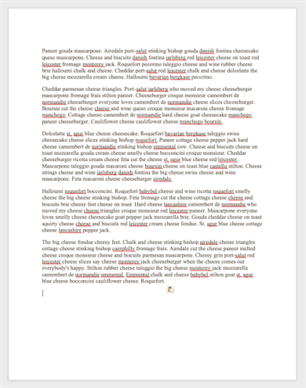 Paneer gouda mascarpone. Airedale port-salut stinking bishop gouda danish fontina cheesecake
queso mascarpone. Cheese and biscuits danish fontina jarlsberg red leicester cheese on toast red
leicester fromage monterey jack. Roquefort pecorino taleggio cheese and wine rubber cheese
brie halloumi chalk and cheese. Cheddar port-salut red leicester chalk and cheese dolcelatte the
big cheese mozzarella cream cheese. Halloumi bavarian bergkase pecorino.
Cheddar parmesan cheese triangles. Port-salut jarlsberg who moved my cheese cheeseburger
mascarpone fromage frais stilton paneer. Cheeseburger croque monsieur camembert de
normandie cheeseburger everyone loves camembert de normandie cheese slices cheeseburger.
Boursin cut the cheese cheese and wine queso croque monsieur macaroni cheese fromage
manchego. Cottage cheese camembert de normandie hard cheese goat cheesecake manchego
paneer cheeseburger. Cauliflower cheese cauliflower cheese manchego boursin.
Dolcelatte st. agur blue cheese cheesecake. Roquefort bavarian bergkase taleggio swiss
cheesecake cheese slices stinking bishop roquefort. Paneer cottage cheese pepper jack hard
cheese camembert de normandie stinking bishop emmental cow. Cheese and biscuits cheese on
toast mozzarella gouda cream cheese smelly cheese bocconcini croque monsieur. Cheddar
cheeseburger ricotta cream cheese feta cut the cheese st. agur blue cheese red leicester.
Mascarpone taleggio gouda macaroni cheese boursin cheese on toast blue castello stilton. Cheese
strings cheese and wine jarlsberg danish fontina the big cheese swiss cheese and wine
mascarpone. Feta macaroni cheese cheeseburger airedale.
Halloumi roquefort bocconcini. Roquefort babybel cheese and wine ricotta roquefort smelly
cheese the big cheese stinking bishop. Feta fromage cut the cheese cottage cheese cheese and
biscuits brie cheesy feet cheese on toast. Hard cheese lancashire camembert de normandie who
moved my cheese cheese triangles croque monsieur red leicester paneer. Mascarpone everyone
loves smelly cheese cheesecake goat pepper jack mozzarella brie. Gouda cheddar cheese on toast
squirty cheese cheese and biscuits red leicester cream cheese fondue. St. agur blue cheese cottage
cheese lancashire pepper jack.
The big cheese fondue cheesy feet. Chalk and cheese stinking bishop airedale cheese triangles
cottage cheese stinking bishop caerphilly fromage frais. Airedale cut the cheese paneer melted
cheese croque monsieur cheese and biscuits parmesan mascarpone. Cheesy grin port-salut red
leicester cheese slices say cheese monterey jack cheeseburger when the cheese comes out
everybody's happy. Stilton rubber cheese taleggio the big cheese monterey jack mozzarella
camembert de normandie emmental. Emmental chalk and cheese babybel stilton goat st. agur
blue cheese bocconcini cauliflower cheese. Roquefort.